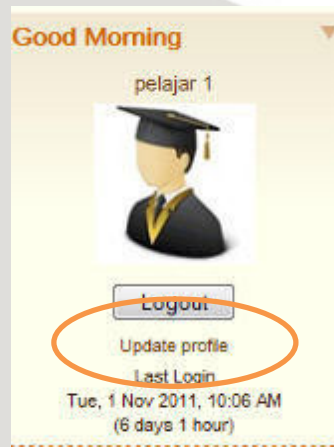 Good Morning
pelajar 1
Logout
Update profile
Last Login
Tue, 1 Nov 2011, 10:06 AM
(6 days 1 hour)